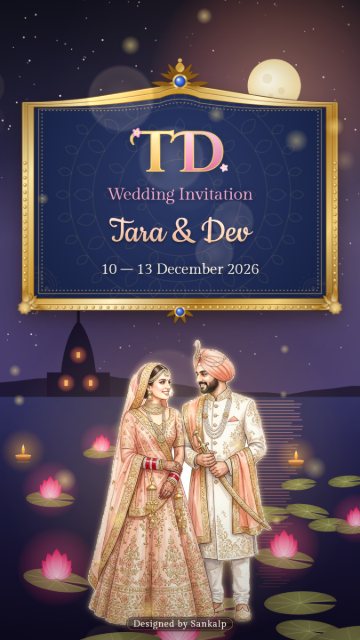 TD
Wedding Invitation
Tara & Dev
10 — 13 December 2026
Designed by Sankalp